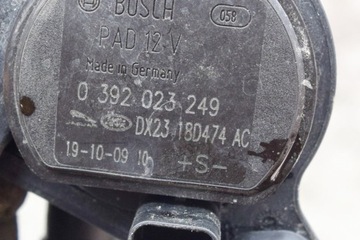 BOSCH
058
PAD 12 V
Made in Germany
0 392 023 249
DX23 18D474 AC
19-10-09 10
+S-